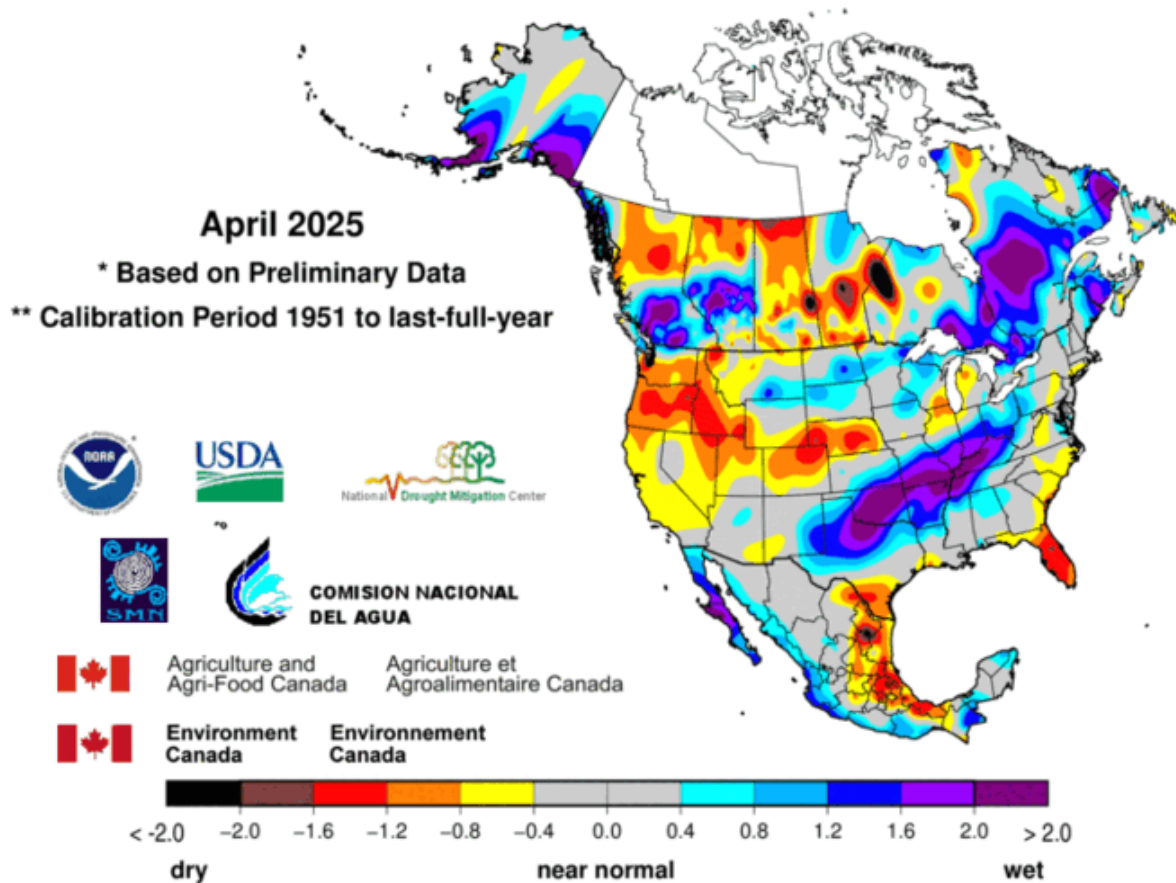 April 2025
* Based on Preliminary Data
** Calibration Period 1951 to last-full-year
NOAA
USDA
National Drought Mitigation Center
SMN
COMISION NACIONAL
DEL AGUA
Agriculture and
Agri-Food Canada
Agriculture et
Agroalimentaire Canada
Environment
Canada
Environnement
Canada
< -2.0 −2.0 −1.6 −1.2 −0.8 −0.4 0.0 0.4 0.8 1.2 1.6 2.0 > 2.0
dry near normal wet